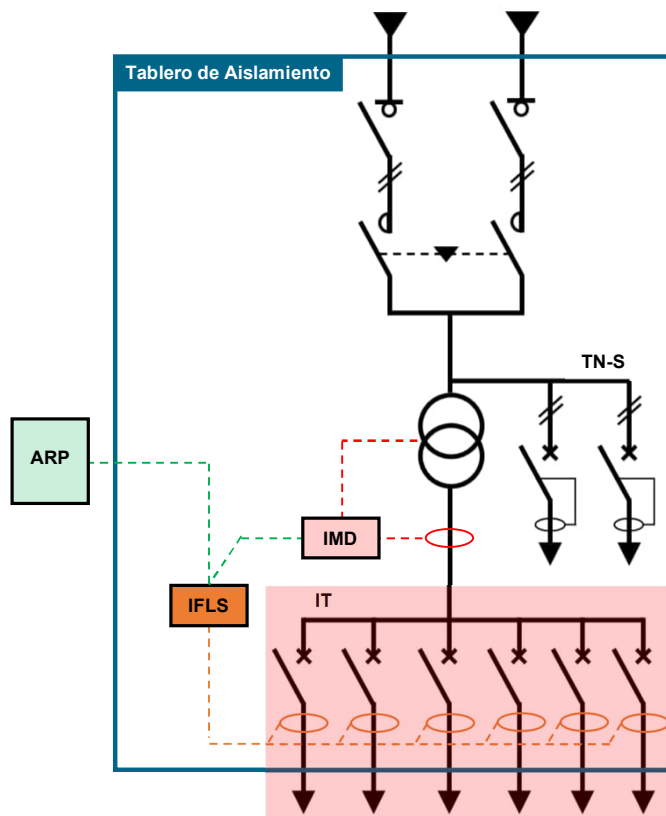 Tablero de Aislamiento
TN-S
ARP
IMD
IFLS
IT